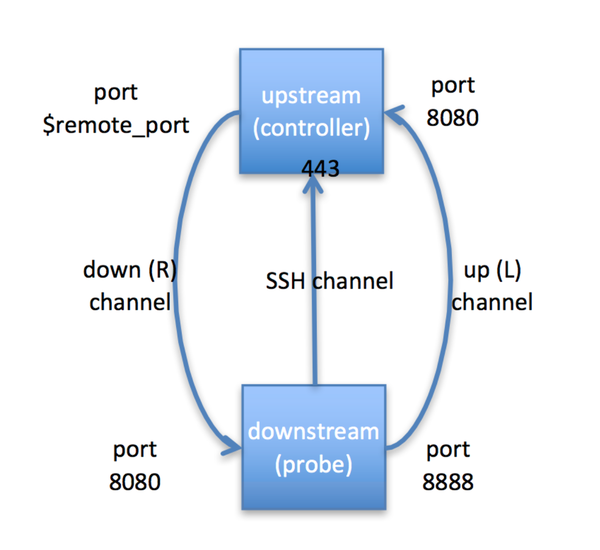 port
$remote_port
upstream
(controller)
443
port
8080
down (R)
channel
SSH channel
up (L)
channel
port
8080
downstream
(probe)
port
8888